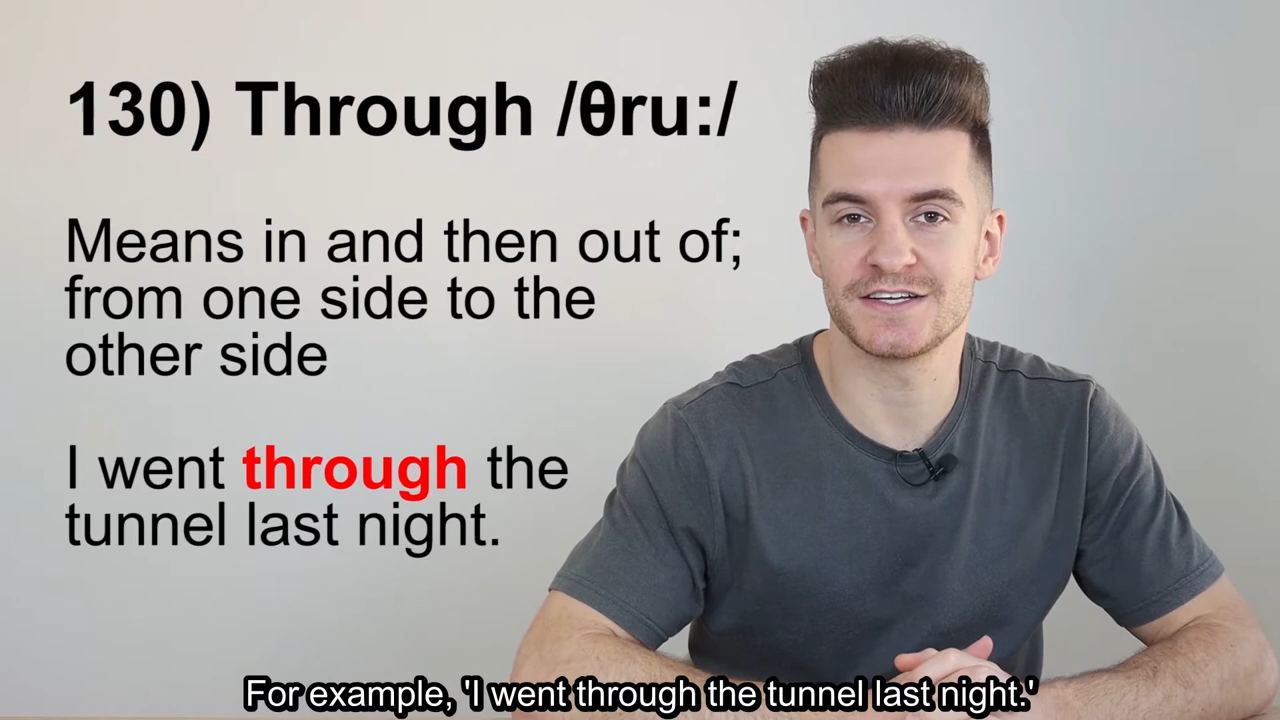 130) Through /θru:/
Means in and then out of;
from one side to the
other side
I went through the
tunnel last night.
For example, 'I went through the tunnel last night.'